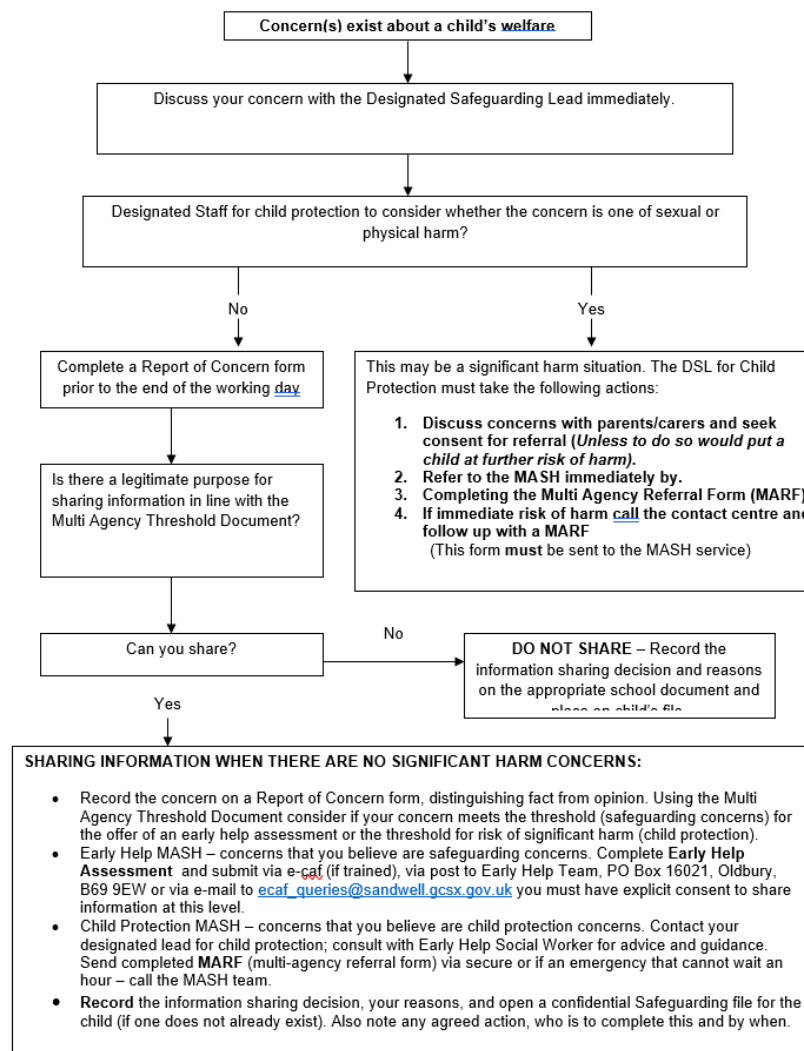 Concern(s) exist about a child's welfare
Discuss your concern with the Designated Safeguarding Lead immediately.
Designated Staff for child protection to consider whether the concern is one of sexual or
physical harm?
No
Yes
Complete a Report of Concern form
prior to the end of the working day
This may be a significant harm situation. The DSL for Child
Protection must take the following actions:
1. Discuss concerns with parents/carers and seek
consent for referral (Unless to do so would put a
child at further risk of harm).
2. Refer to the MASH immediately by.
3. Completing the Multi Agency Referral Form (MARF)
4. If immediate risk of harm call the contact centre and
follow up with a MARF
(This form must be sent to the MASH service)
Is there a legitimate purpose for
sharing information in line with the
Multi Agency Threshold Document?
Can you share?
No
DO NOT SHARE – Record the
information sharing decision and reasons
on the appropriate school document and
place on child's file
Yes
SHARING INFORMATION WHEN THERE ARE NO SIGNIFICANT HARM CONCERNS:
• Record the concern on a Report of Concern form, distinguishing fact from opinion. Using the Multi
Agency Threshold Document consider if your concern meets the threshold (safeguarding concerns) for
the offer of an early help assessment or the threshold for risk of significant harm (child protection).
• Early Help MASH – concerns that you believe are safeguarding concerns. Complete Early Help
Assessment and submit via e-caf (if trained), via post to Early Help Team, PO Box 16021, Oldbury,
B69 9EW or via e-mail to ecaf_queries@sandwell.gcsx.gov.uk you must have explicit consent to share
information at this level.
• Child Protection MASH – concerns that you believe are child protection concerns. Contact your
designated lead for child protection; consult with Early Help Social Worker for advice and guidance.
Send completed MARF (multi-agency referral form) via secure or if an emergency that cannot wait an
hour – call the MASH team.
• Record the information sharing decision, your reasons, and open a confidential Safeguarding file for the
child (if one does not already exist). Also note any agreed action, who is to complete this and by when.